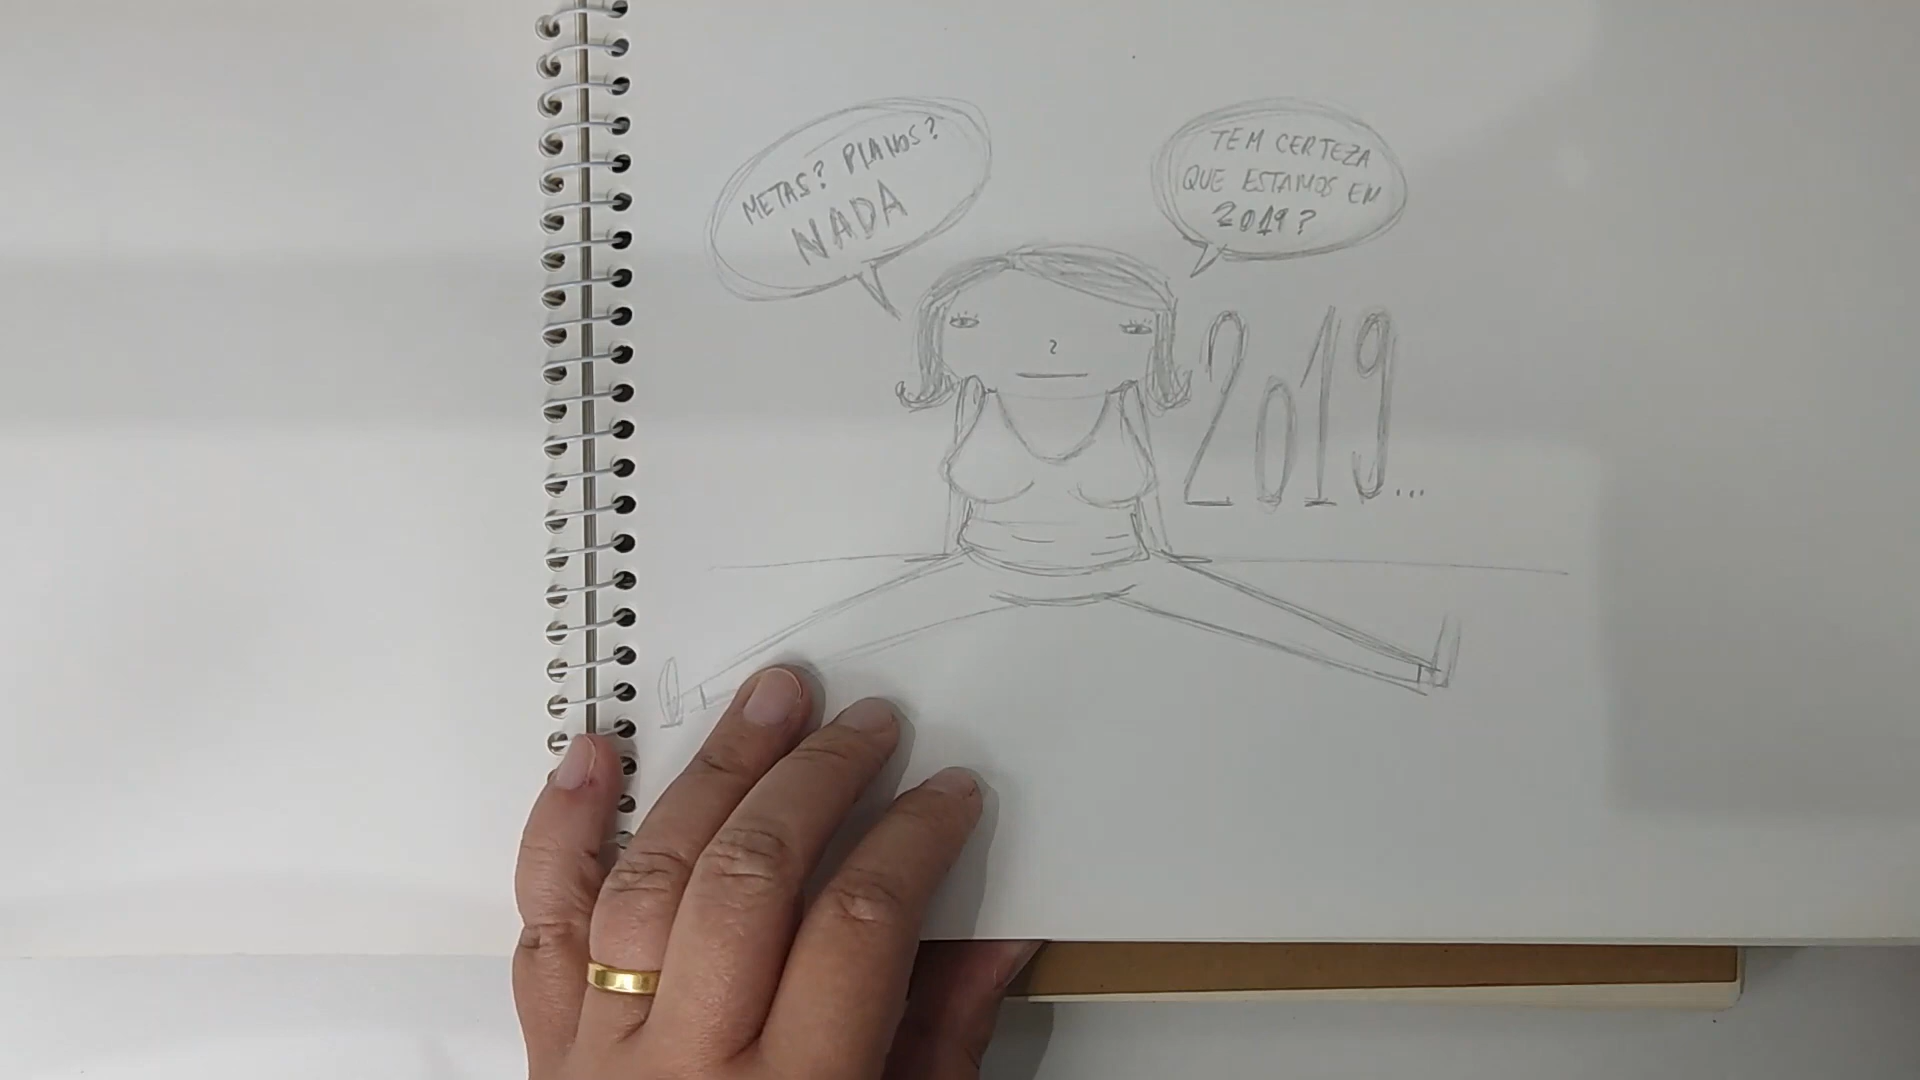 METAS? PLANOS?
NADA
TEM CERTEZA
QUE ESTAMOS EM
2019?
2019...